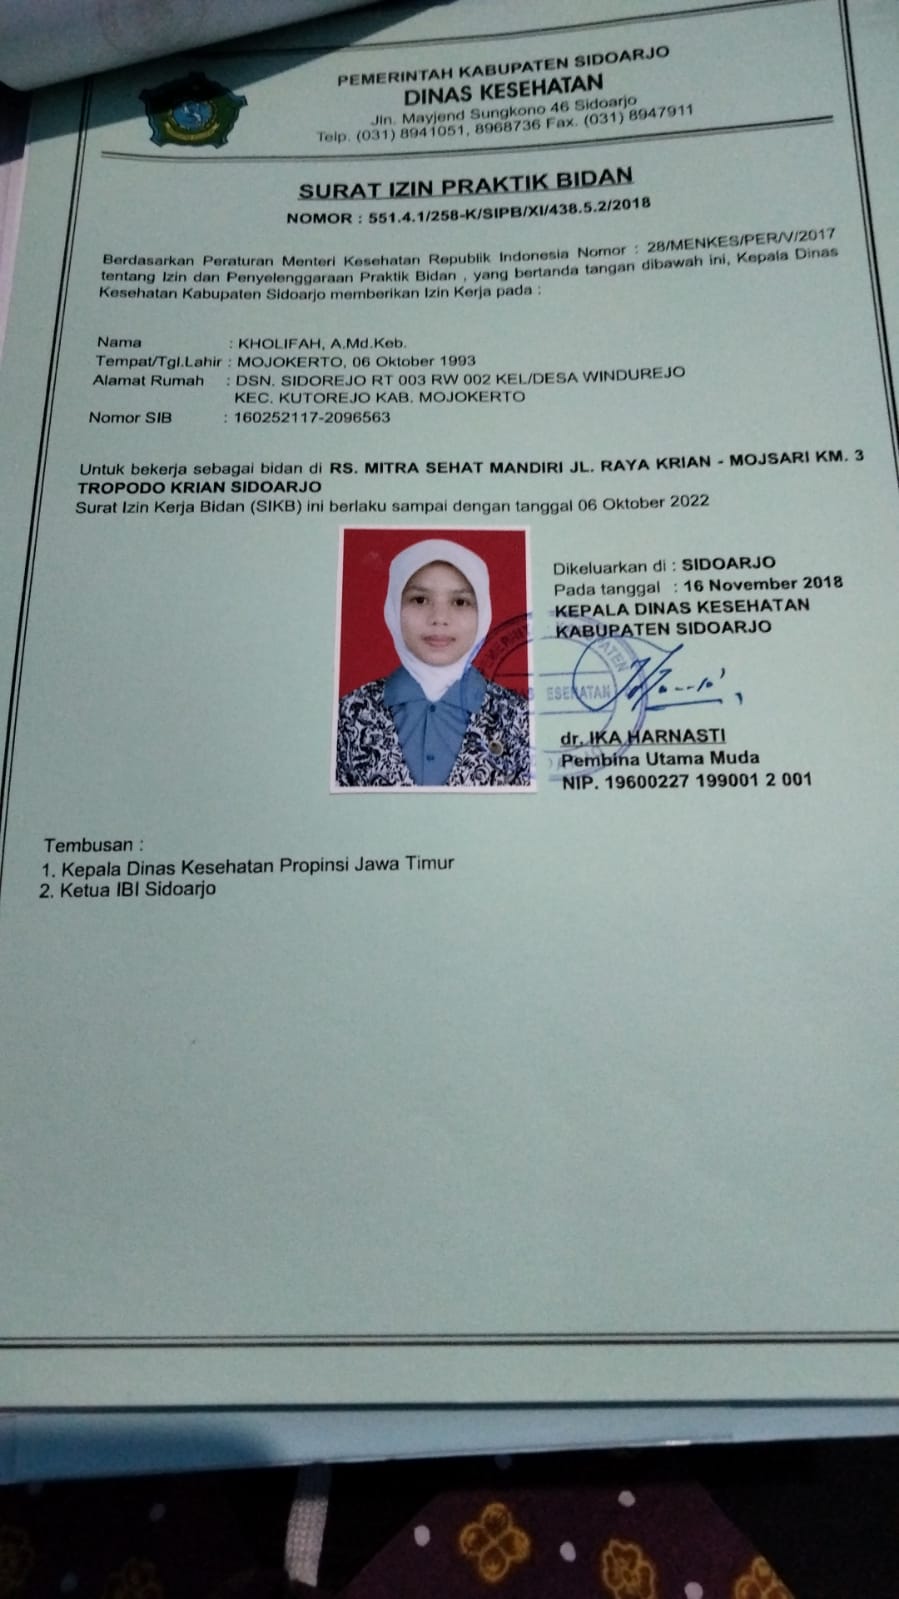 PEMERINTAH KABUPATEN SIDOARJO
DINAS KESEHATAN
Jln. Mayjend Sungkono 46 Sidoarjo
Telp. (031) 8941051, 8968736 Fax. (031) 8947911
SURAT IZIN PRAKTIK BIDAN
NOMOR : 551.4.1/258-K/SIPB/XI/438.5.2/2018
Berdasarkan Peraturan Menteri Kesehatan Republik Indonesia Nomor : 28/MENKES/PER/V/2017
tentang Izin dan Penyelenggaraan Praktik Bidan , yang bertanda tangan dibawah ini, Kepala Dinas
Kesehatan Kabupaten Sidoarjo memberikan Izin Kerja pada :
Nama : KHOLIFAH, A.Md.Keb.
Tempat/Tgl.Lahir : MOJOKERTO, 06 Oktober 1993
Alamat Rumah : DSN. SIDOREJO RT 003 RW 002 KEL/DESA WINDUREJO
KEC. KUTOREJO KAB. MOJOKERTO
Nomor SIB : 160252117-2096563
Untuk bekerja sebagai bidan di RS. MITRA SEHAT MANDIRI JL. RAYA KRIAN - MOJSARI KM. 3
TROPODO KRIAN SIDOARJO
Surat Izin Kerja Bidan (SIKB) ini berlaku sampai dengan tanggal 06 Oktober 2022
Dikeluarkan di : SIDOARJO
Pada tanggal : 16 November 2018
KEPALA DINAS KESEHATAN
KABUPATEN SIDOARJO
dr. IKA HARNASTI
Pembina Utama Muda
NIP. 19600227 199001 2 001
Tembusan :
1. Kepala Dinas Kesehatan Propinsi Jawa Timur
2. Ketua IBI Sidoarjo